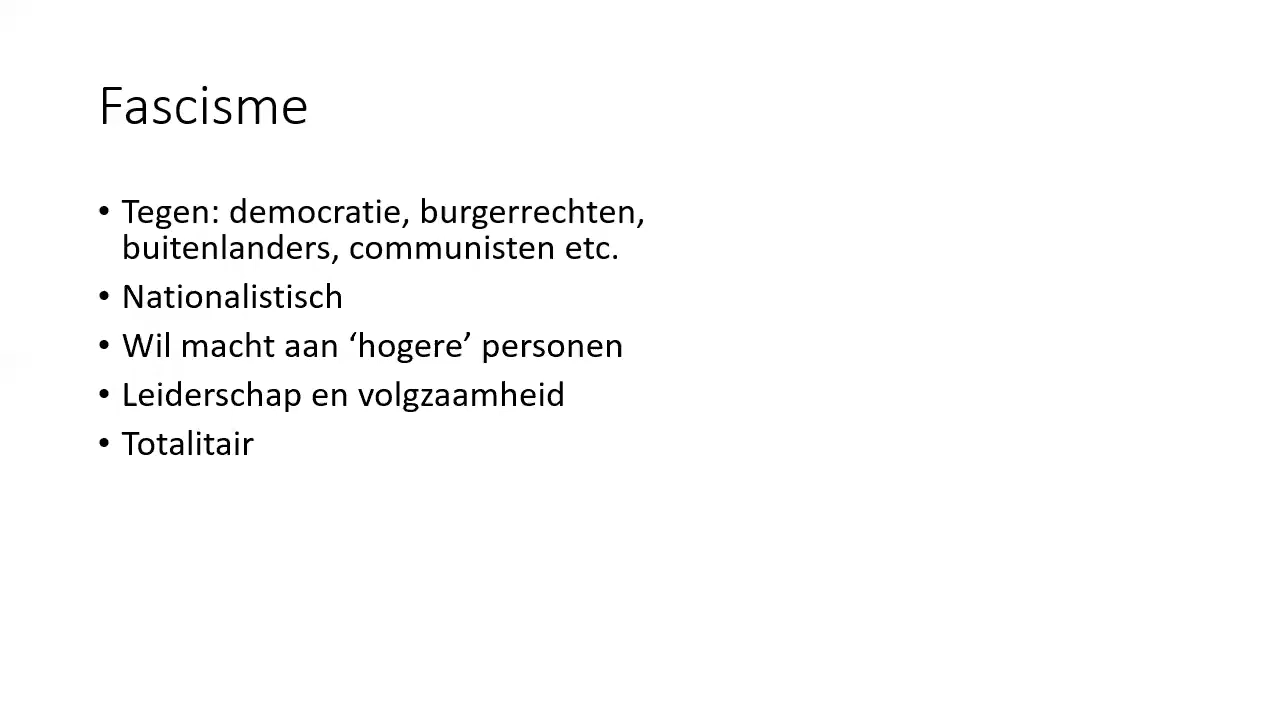 Fascisme
• Tegen: democratie, burgerrechten,
buitenlanders, communisten etc.
• Nationalistisch
• Wil macht aan ‘hogere’ personen
• Leiderschap en volgzaamheid
• Totalitair